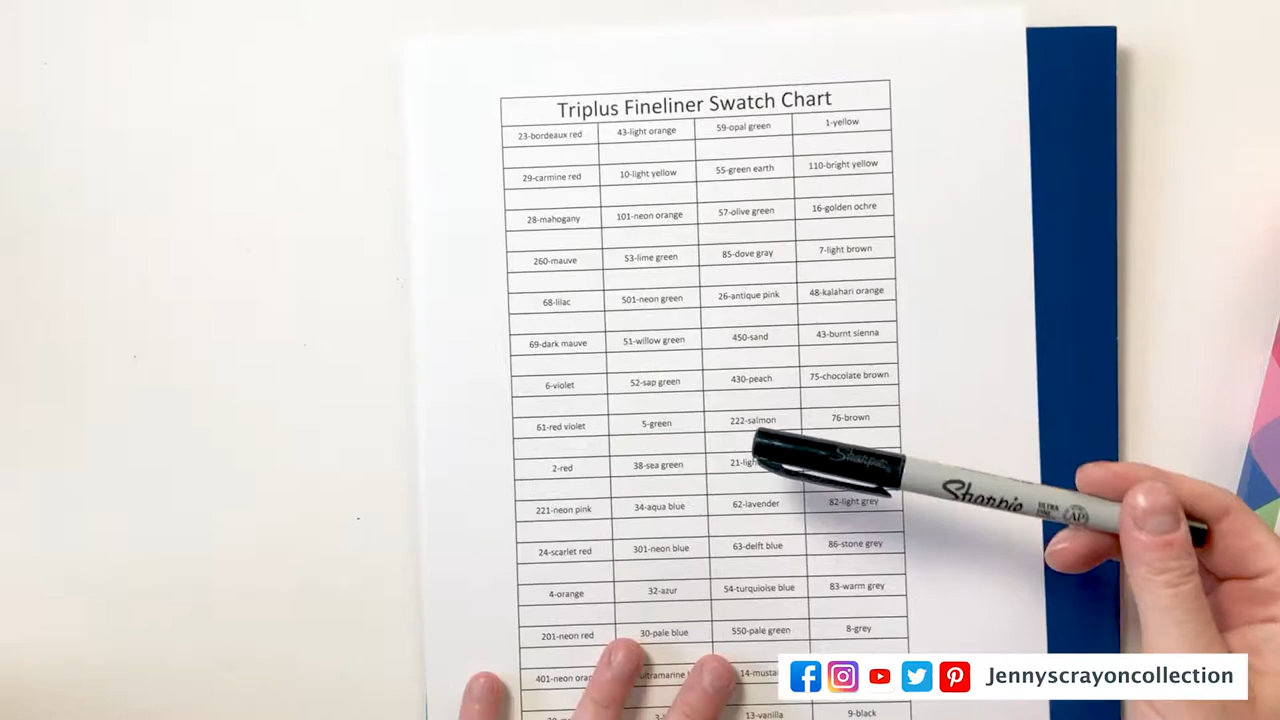 Triplus Fineliner Swatch Chart
23-bordeaux red 43-light orange 59-opal green 1-yellow
29-carmine red 10-light yellow 55-green earth 110-bright yellow
28-mahogany 101-neon orange 57-olive green 16-golden ochre
260-mauve 53-lime green 85-dove gray 7-light brown
68-lilac 501-neon green 26-antique pink 48-kalahari orange
69-dark mauve 51-willow green 450-sand 43-burnt sienna
6-violet 52-sap green 430-peach 75-chocolate brown
61-red violet 5-green 222-salmon 76-brown
2-red 38-sea green
221-neon pink 34-aqua blue 62-lavender 82-light grey
24-scarlet red 301-neon blue 63-delft blue 86-stone grey
4-orange 32-azur 54-turquioise blue 83-warm grey
201-neon red 30-pale blue 550-pale green 8-grey
13-vanilla 9-black
Sharpie
Sharpie
ULTRA
FINE
AP
Jennyscrayoncollection